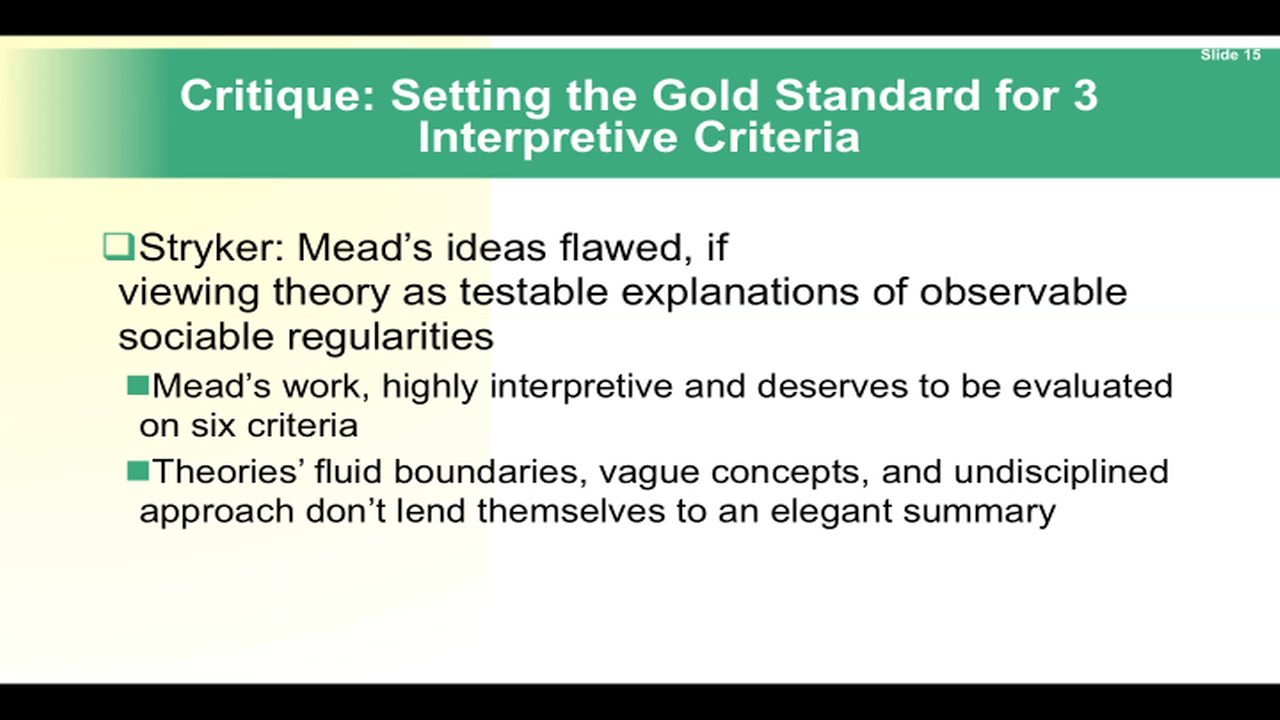 Slide 15
Critique: Setting the Gold Standard for 3
Interpretive Criteria
Stryker: Mead’s ideas flawed, if
viewing theory as testable explanations of observable
sociable regularities
Mead’s work, highly interpretive and deserves to be evaluated
on six criteria
Theories’ fluid boundaries, vague concepts, and undisciplined
approach don’t lend themselves to an elegant summary